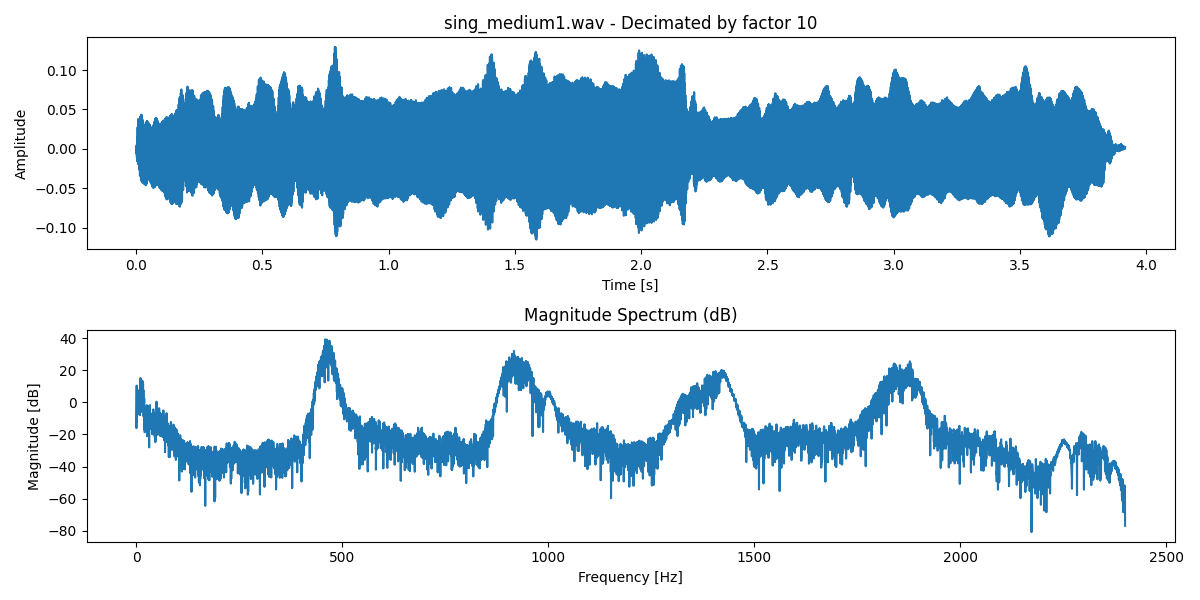 sing_medium1.wav - Decimated by factor 10
Amplitude
0.10
0.05
0.00
−0.05
−0.10
0.0 0.5 1.0 1.5 2.0 2.5 3.0 3.5 4.0
Time [s]
Magnitude Spectrum (dB)
Magnitude [dB]
40
20
0
−20
−40
−60
−80
0 500 1000 1500 2000 2500
Frequency [Hz]